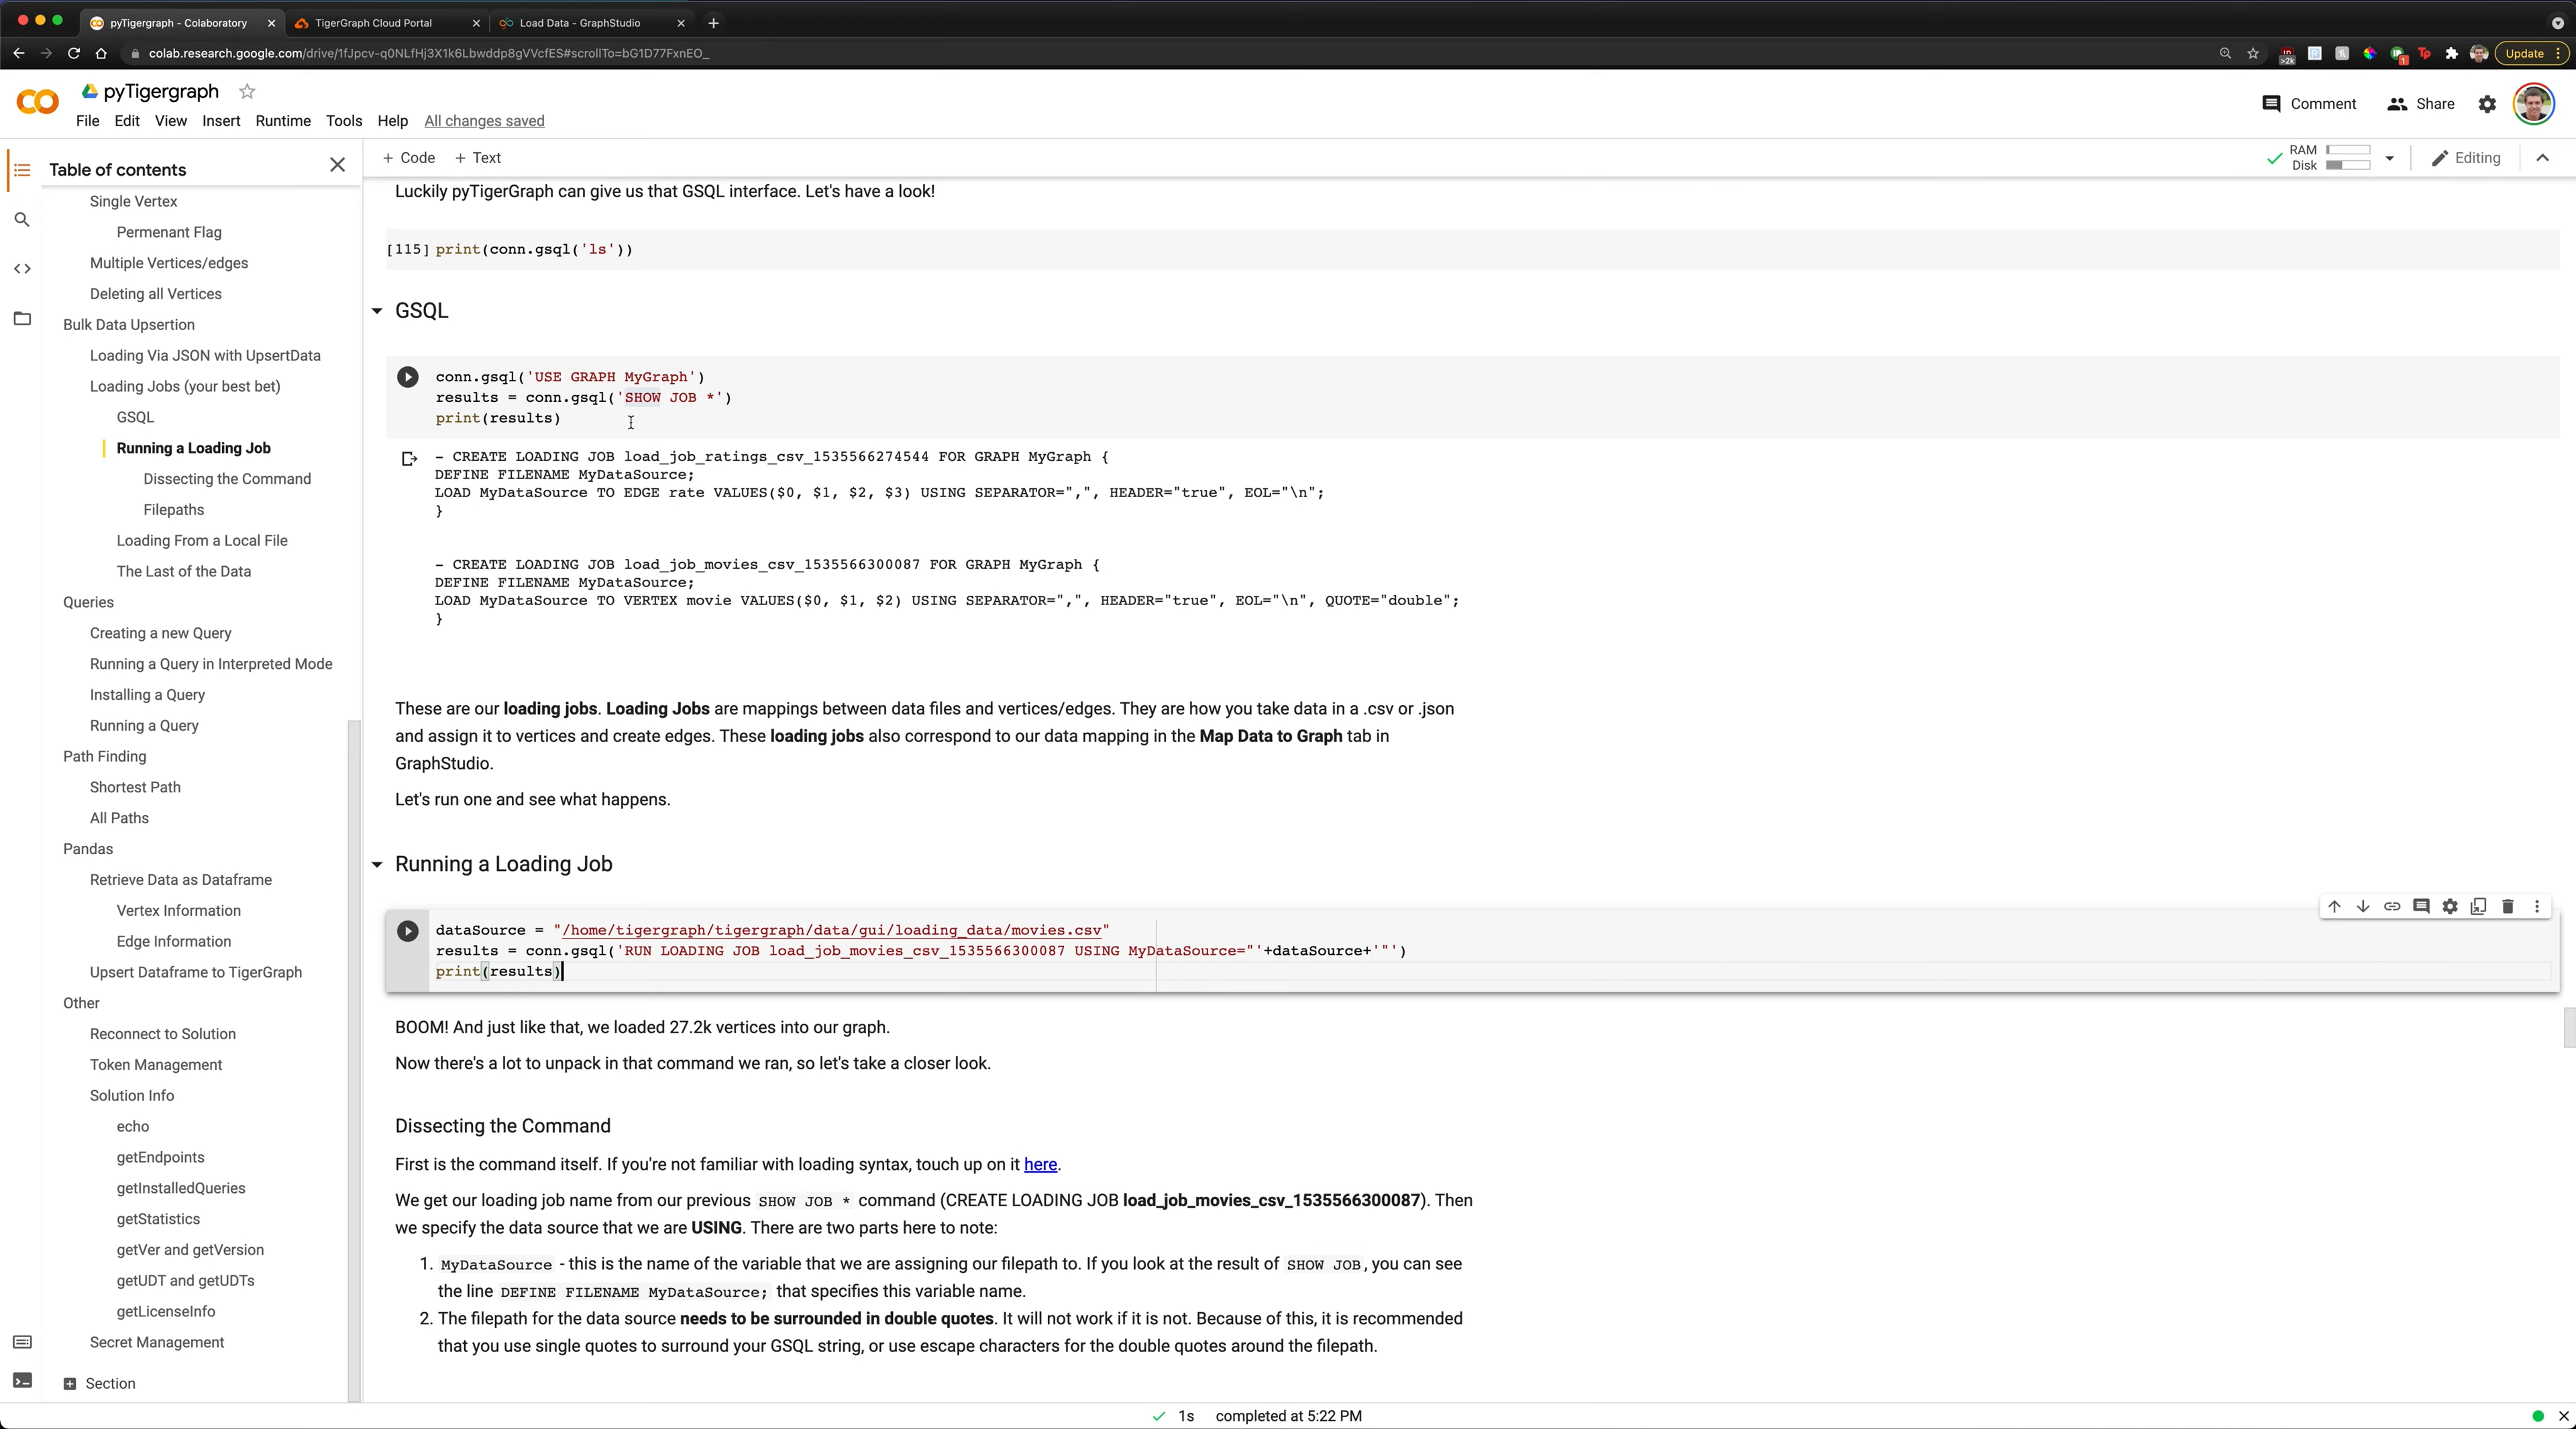 pyTigergraph - Colaboratory
TigerGraph Cloud Portal
Load Data - GraphStudio
colab.research.google.com/drive/1fJpcv-q0NLfHj3X1k6Lbwddp8gVVcfES#scrollTo=bG1D77FxnEO_
Update
pyTigergraph
File Edit View Insert Runtime Tools Help All changes saved
Comment
Share
+ Code + Text
RAM
Disk
Editing
Table of contents
Single Vertex
Permenant Flag
Multiple Vertices/edges
Deleting all Vertices
Bulk Data Upsertion
Loading Via JSON with UpsertData
Loading Jobs (your best bet)
GSQL
Running a Loading Job
Dissecting the Command
Filepaths
Loading From a Local File
The Last of the Data
Queries
Creating a new Query
Running a Query in Interpreted Mode
Installing a Query
Running a Query
Path Finding
Shortest Path
All Paths
Pandas
Retrieve Data as Dataframe
Vertex Information
Edge Information
Upsert Dataframe to TigerGraph
Other
Reconnect to Solution
Token Management
Solution Info
echo
getEndpoints
getInstalledQueries
getStatistics
getVer and getVersion
getUDT and getUDTs
getLicenseInfo
Secret Management
Section
Luckily pyTigerGraph can give us that GSQL interface. Let's have a look!
[115] print(conn.gsql('ls'))
GSQL
conn.gsql('USE GRAPH MyGraph')
results = conn.gsql('SHOW JOB *')
print(results)
- CREATE LOADING JOB load_job_ratings_csv_1535566274544 FOR GRAPH MyGraph {
DEFINE FILENAME MyDataSource;
LOAD MyDataSource TO EDGE rate VALUES($0, $1, $2, $3) USING SEPARATOR=",", HEADER="true", EOL="\n";
}
- CREATE LOADING JOB load_job_movies_csv_1535566300087 FOR GRAPH MyGraph {
DEFINE FILENAME MyDataSource;
LOAD MyDataSource TO VERTEX movie VALUES($0, $1, $2) USING SEPARATOR=",", HEADER="true", EOL="\n", QUOTE="double";
}
These are our loading jobs. Loading Jobs are mappings between data files and vertices/edges. They are how you take data in a .csv or .json
and assign it to vertices and create edges. These loading jobs also correspond to our data mapping in the Map Data to Graph tab in
GraphStudio.
Let's run one and see what happens.
Running a Loading Job
dataSource = "/home/tigergraph/tigergraph/data/gui/loading_data/movies.csv"
results = conn.gsql('RUN LOADING JOB load_job_movies_csv_1535566300087 USING MyDataSource="'+dataSource+'"')
print(results)
BOOM! And just like that, we loaded 27.2k vertices into our graph.
Now there's a lot to unpack in that command we ran, so let's take a closer look.
Dissecting the Command
First is the command itself. If you're not familiar with loading syntax, touch up on it here.
We get our loading job name from our previous SHOW JOB * command (CREATE LOADING JOB load_job_movies_csv_1535566300087). Then
we specify the data source that we are USING. There are two parts here to note:
1. MyDataSource - this is the name of the variable that we are assigning our filepath to. If you look at the result of SHOW JOB, you can see
the line DEFINE FILENAME MyDataSource; that specifies this variable name.
2. The filepath for the data source needs to be surrounded in double quotes. It will not work if it is not. Because of this, it is recommended
that you use single quotes to surround your GSQL string, or use escape characters for the double quotes around the filepath.
1s completed at 5:22 PM